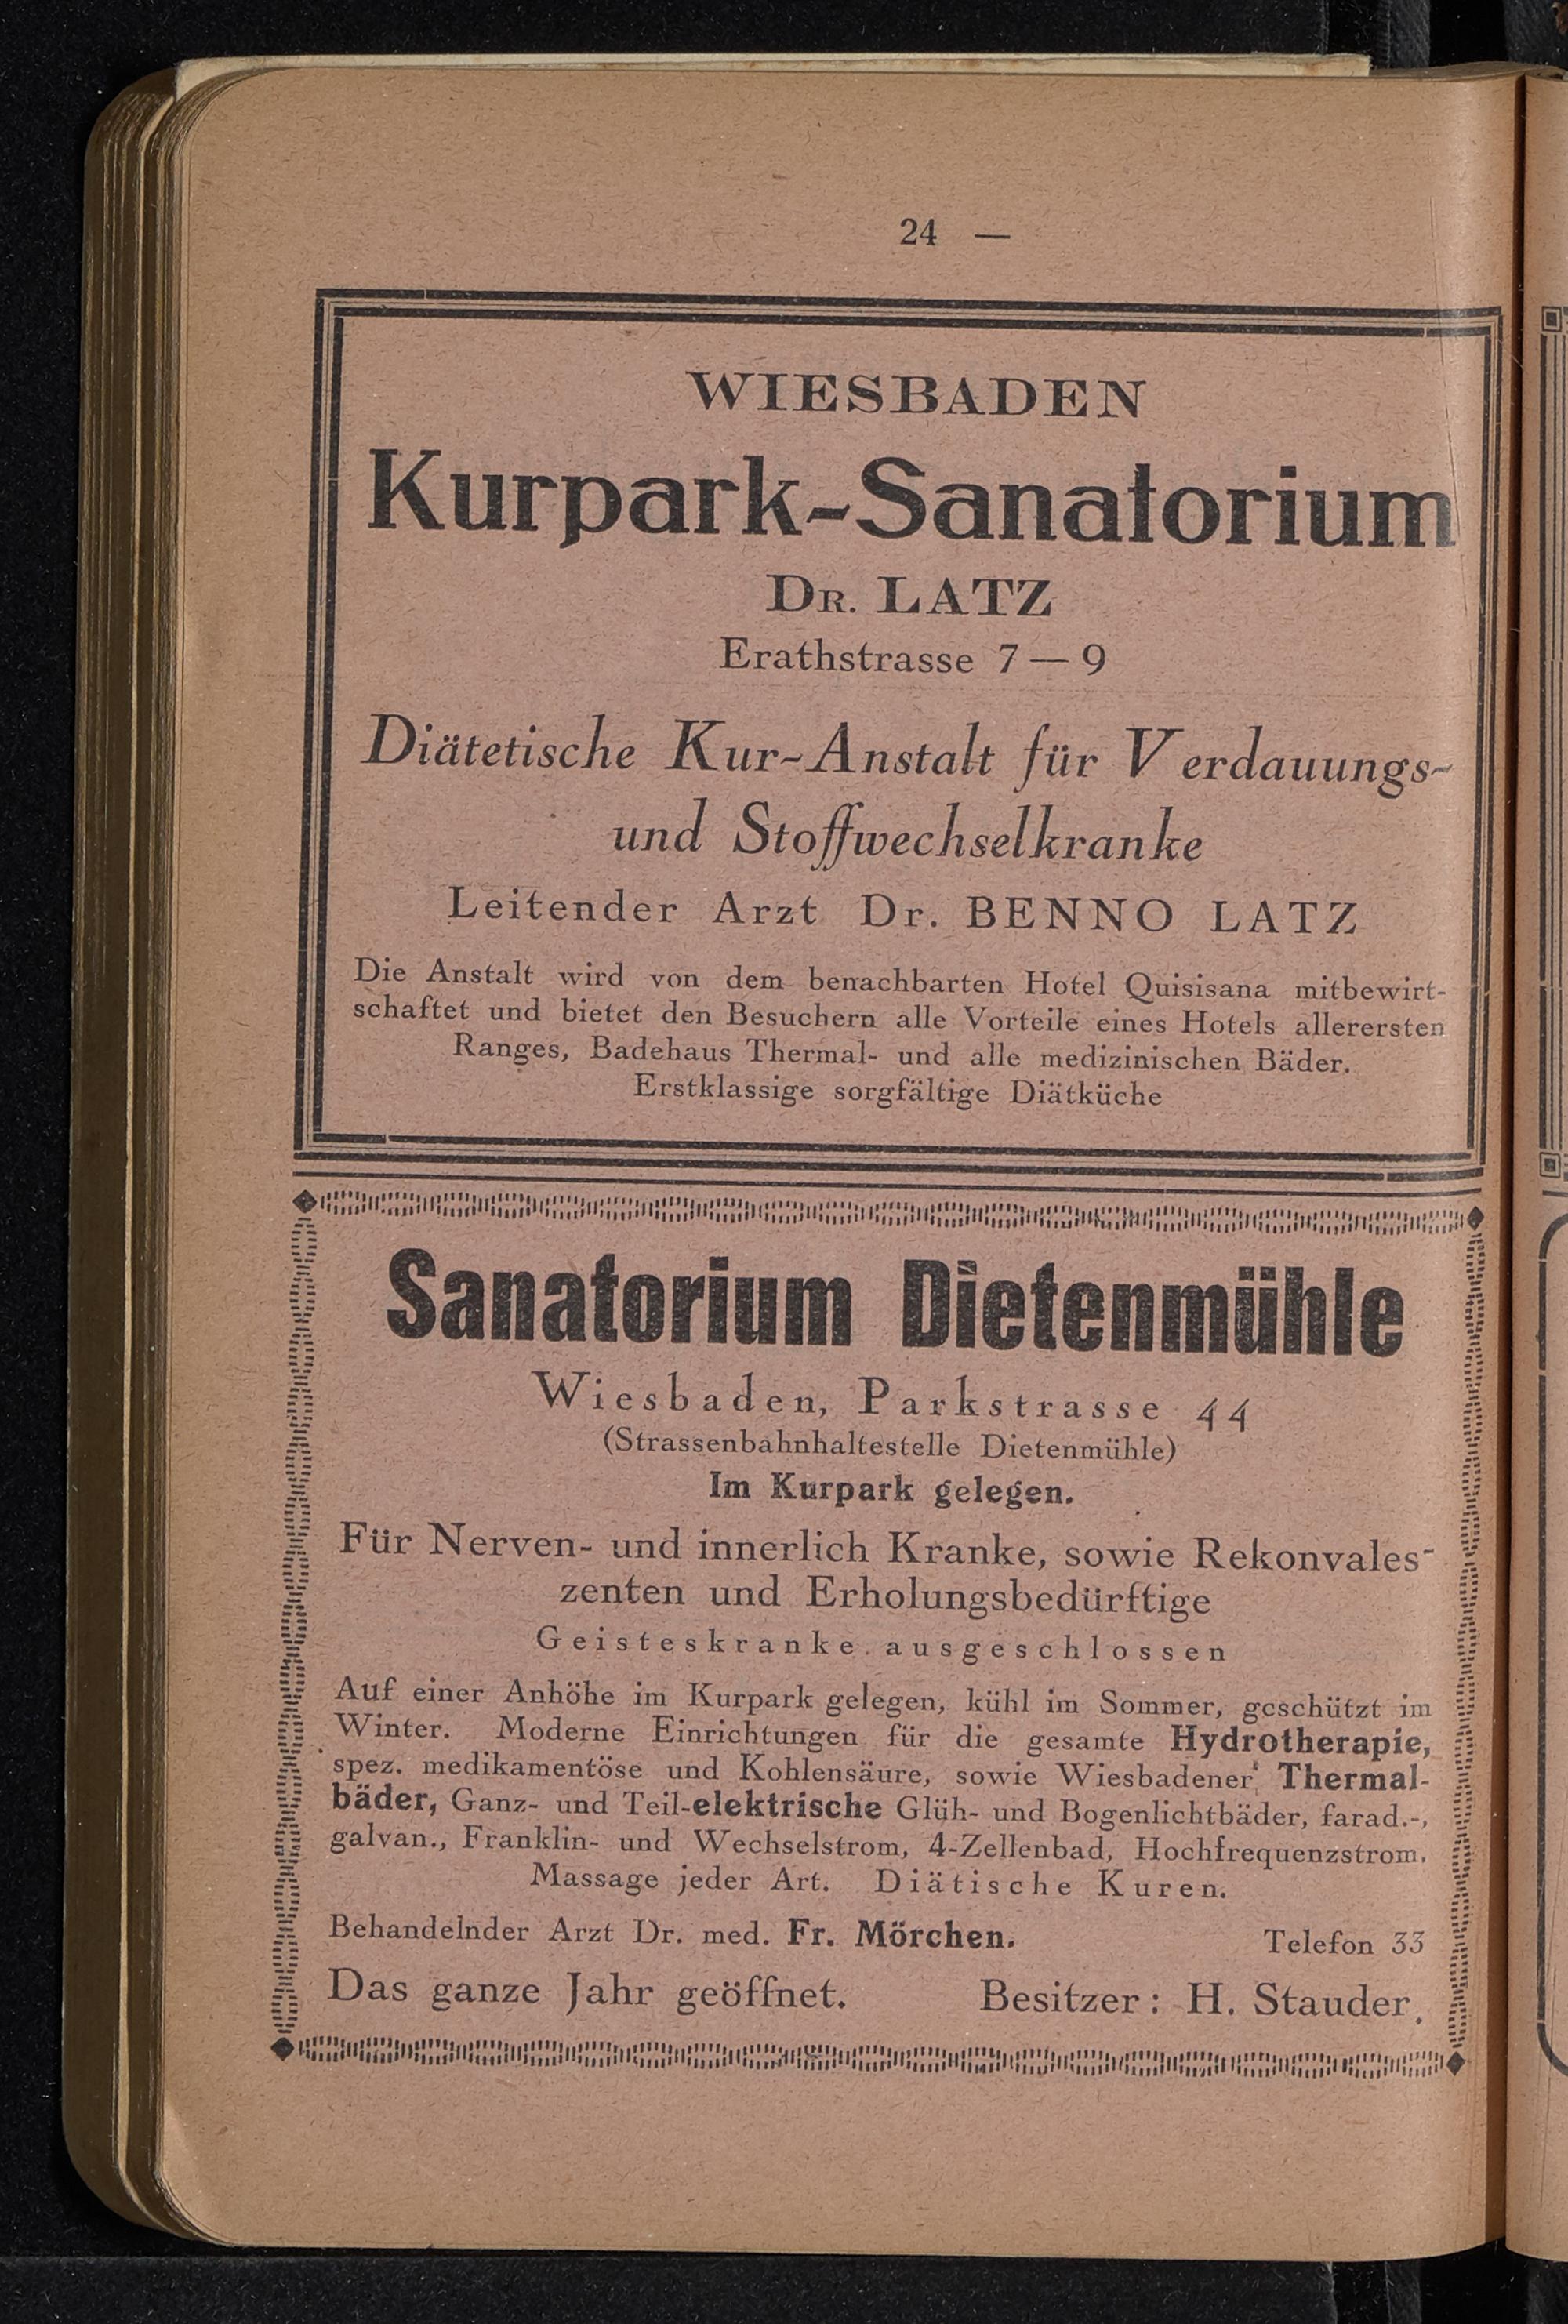 24 —
WIESBADEN
Kurpark-Sanatorium
Dr. LATZ
Erathstrasse 7 — 9
Diätetische Kur-Anstalt für Verdauungs-
und Stoffwechselkranke
Leitender Arzt Dr. BENNO LATZ
Die Anstalt wird von dem benachbarten Hotel Quisisana mitbewirt-
schaftet und bietet den Besuchern alle Vorteile eines Hotels allerersten
Ranges, Badehaus Thermal- und alle medizinischen Bäder.
Erstklassige sorgfältige Diätküche
Sanatorium Dietenmühle
Wiesbaden, Parkstrasse 44
(Strassenbahnhaltestelle Dietenmühle)
Im Kurpark gelegen.
Für Nerven- und innerlich Kranke, sowie Rekonvales-
zenten und Erholungsbedürftige
Geisteskranke ausgeschlossen
Auf einer Anhöhe im Kurpark gelegen, kühl im Sommer, geschützt im
Winter. Moderne Einrichtungen für die gesamte Hydrotherapie,
spez. medikamentöse und Kohlensäure, sowie Wiesbadener Thermal-
bäder, Ganz- und Teil-elektrische Glüh- und Bogenlichtbäder, farad.-,
galvan., Franklin- und Wechselstrom, 4-Zellenbad, Hochfrequenzstrom.
Massage jeder Art. Diätische Kuren.
Behandelnder Arzt Dr. med. Fr. Mörchen. Telefon 33
Das ganze Jahr geöffnet. Besitzer: H. Stauder.